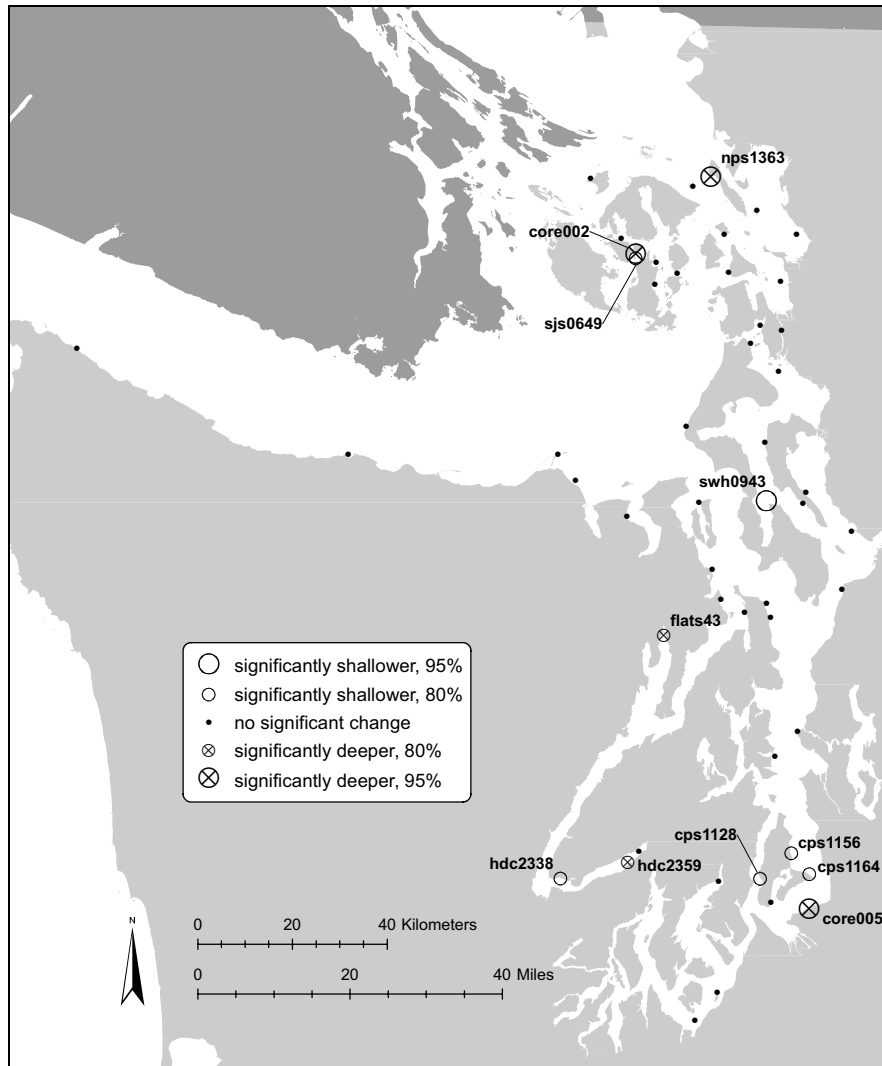 nps1363
core002
sjs0649
swh0943
flats43
significantly shallower, 95%
significantly shallower, 80%
no significant change
significantly deeper, 80%
significantly deeper, 95%
cps1128
cps1156
hdc2338
hdc2359
cps1164
core005
N
0 20 40 Kilometers
0 20 40 Miles